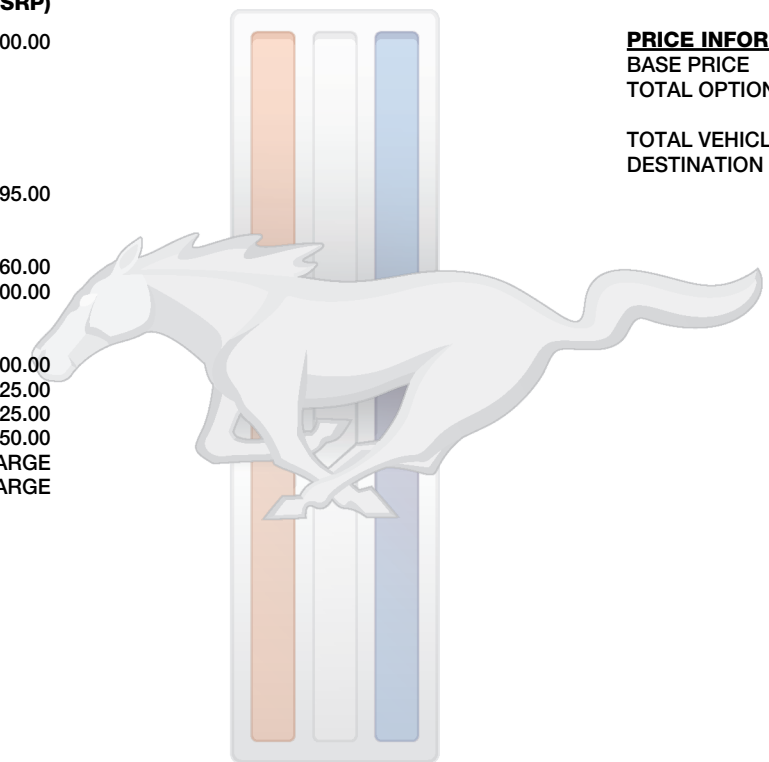 SRP)
00.00
95.00
60.00
00.00
00.00
25.00
25.00
50.00
ARGE
ARGE
PRICE INFOR
BASE PRICE
TOTAL OPTION
TOTAL VEHICL
DESTINATION